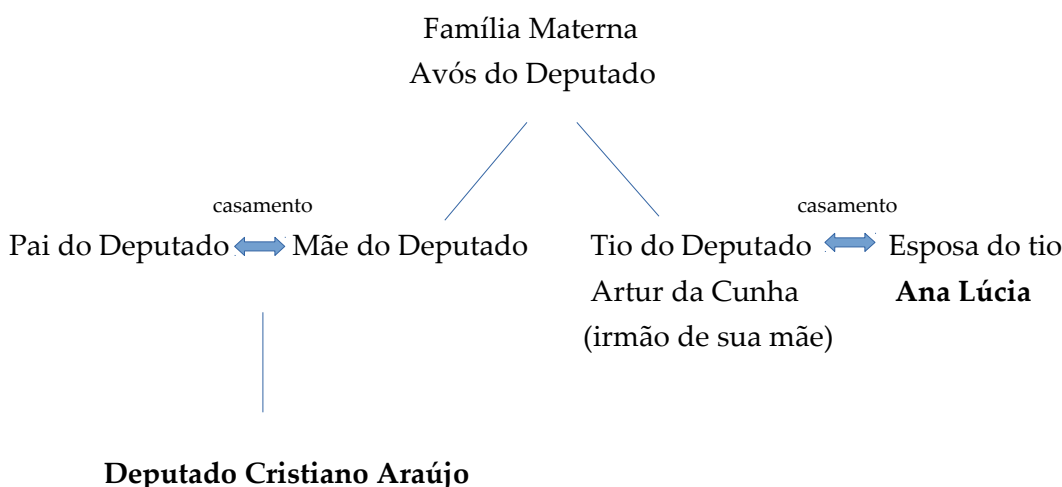 Família Materna
Avós do Deputado
casamento
casamento
Pai do Deputado
Mãe do Deputado
Tio do Deputado
Esposa do tio
Artur da Cunha
Ana Lúcia
(irmão de sua mãe)
Deputado Cristiano Araújo